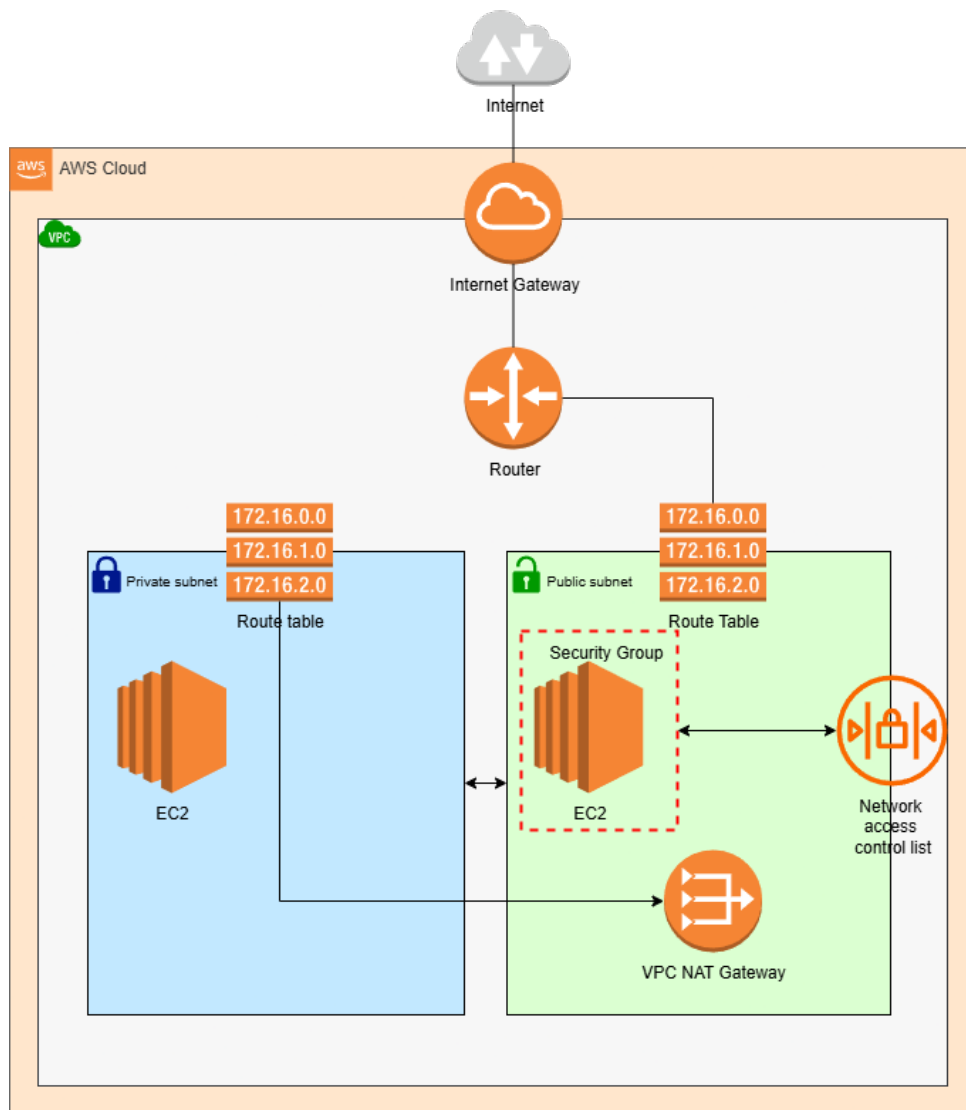 Internet
aws
AWS Cloud
VPC
Internet Gateway
Router
172.16.0.0
172.16.1.0
172.16.2.0
Route table
Private subnet
EC2
172.16.0.0
172.16.1.0
172.16.2.0
Route Table
Public subnet
Security Group
EC2
Network
access
control list
VPC NAT Gateway